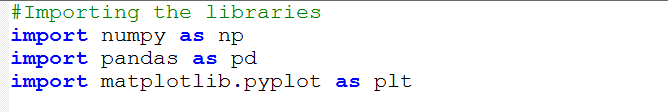 #Importing the libraries
import numpy as np
import pandas as pd
import matplotlib.pyplot as plt